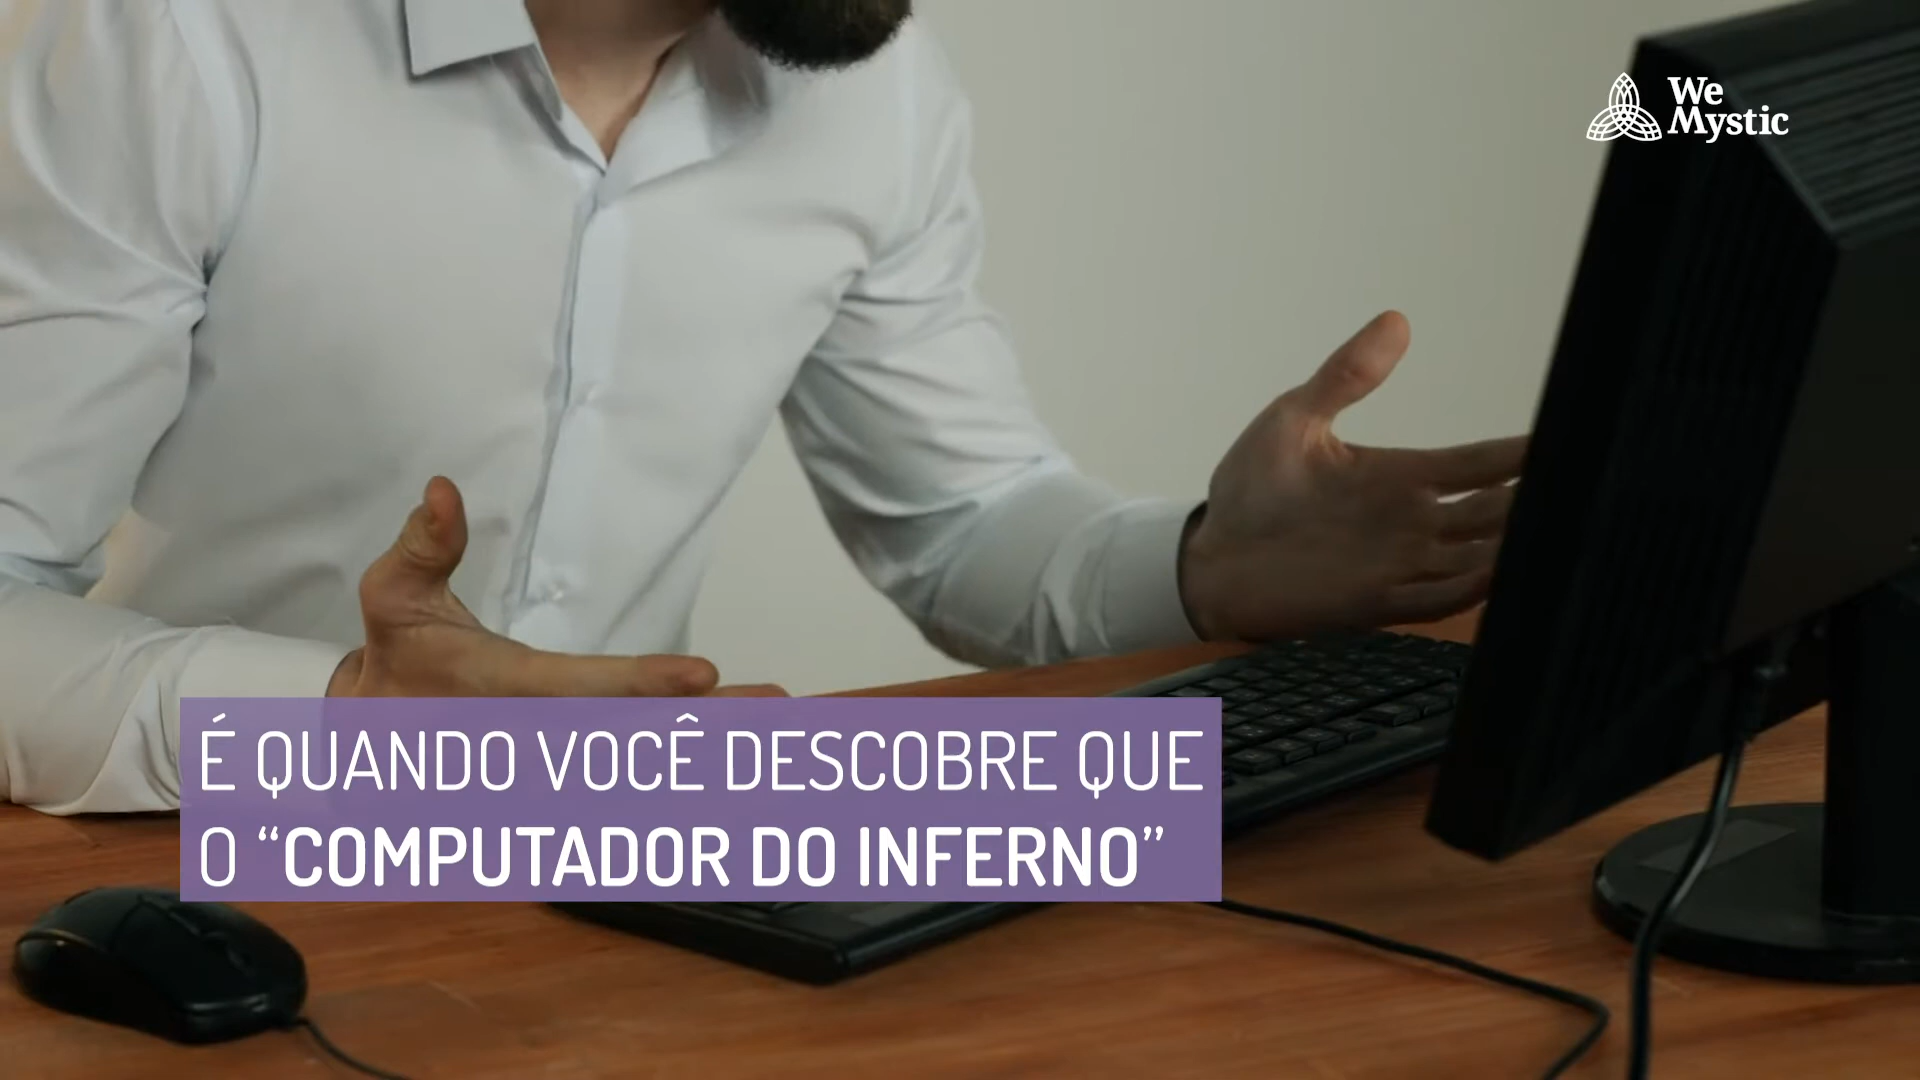 We
Mystic
É QUANDO VOCÊ DESCOBRE QUE
O “COMPUTADOR DO INFERNO”